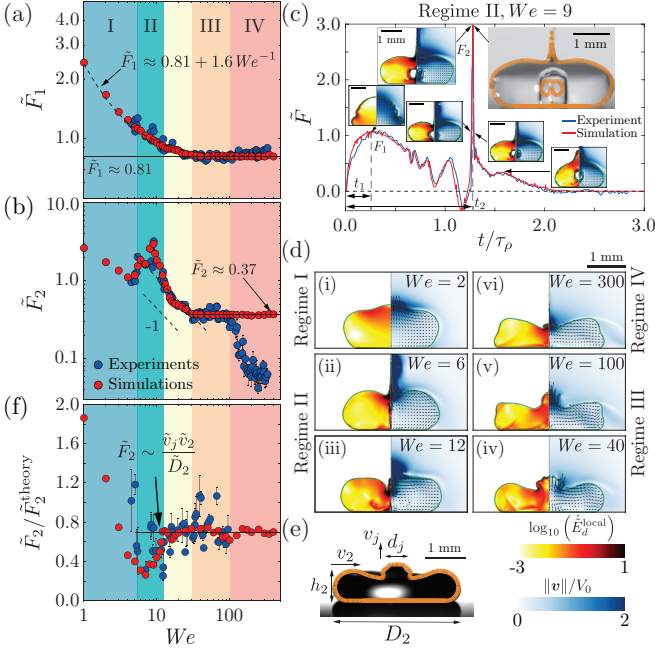 (a)
4.0
3.0
2.0
1.0
F̃₁
I
II
III
IV
F̃₁ ≈ 0.81 + 1.6 We⁻¹
F̃₁ ≈ 0.81
(b)
10.0
1.0
0.1
F̃₂
F̃₂ ≈ 0.37
-1
Experiments
Simulations
(f)
2.0
1.6
1.2
0.8
0.4
0.0
F̃₂/F̃₂ᵗʰᵉᵒʳʸ
F̃₂ ~ ṽⱼṽ₂/D̃₂
1
10
100
We
(c)
Regime II, We = 9
3.0
2.0
1.0
0.0
F̃
1 mm
F₂
1 mm
Experiment
Simulation
F₁
t₁
t₂
0.0
1.0
2.0
3.0
t/τρ
(d)
1 mm
Regime I
Regime II
Regime III
Regime IV
(i)
We = 2
(vi)
We = 300
(ii)
We = 6
(v)
We = 100
(iii)
We = 12
(iv)
We = 40
(e)
vⱼ
dⱼ
1 mm
v₂
h₂
D₂
log₁₀(Ė̃_d^local)
-3
1
‖v‖/V₀
0
2